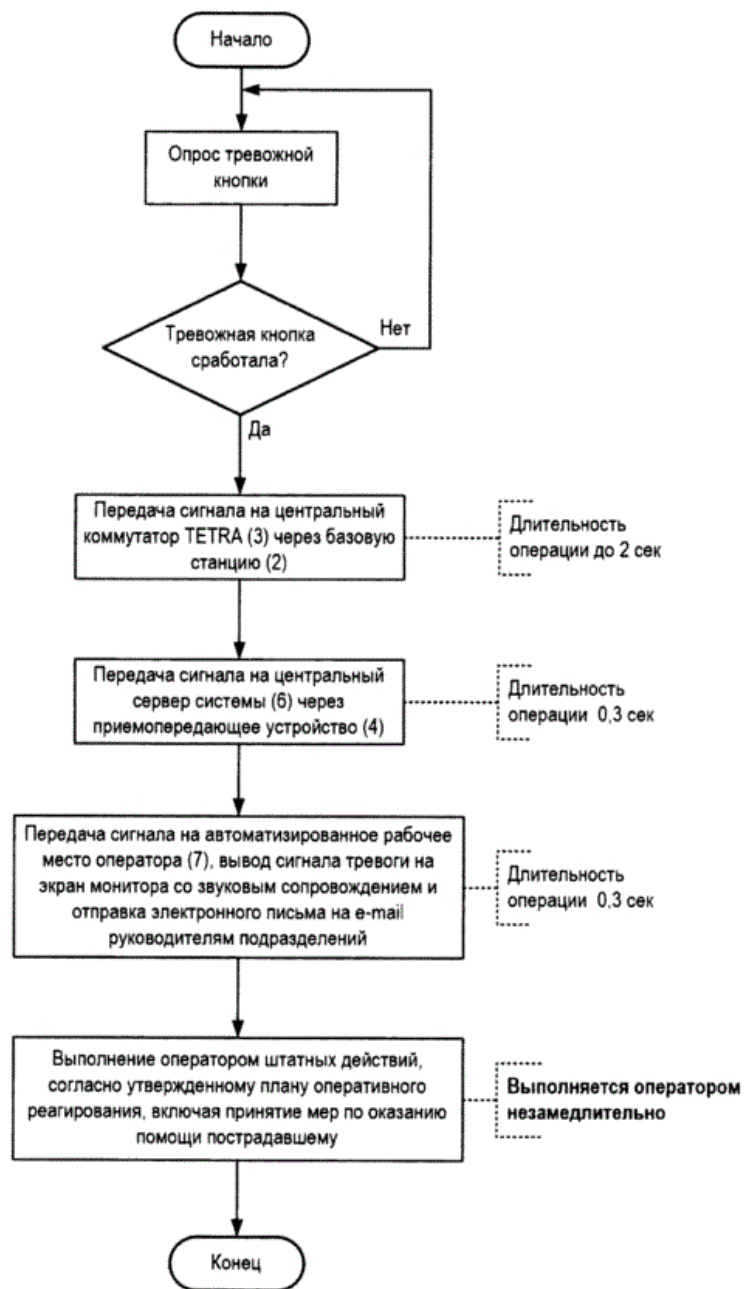 Начало
Опрос тревожной
кнопки
Тревожная кнопка
сработала?
Нет
Да
Передача сигнала на центральный
коммутатор TETRA (3) через базовую
станцию (2)
Длительность
операции до 2 сек
Передача сигнала на центральный
сервер системы (6) через
приемопередающее устройство (4)
Длительность
операции 0,3 сек
Передача сигнала на автоматизированное рабочее
место оператора (7), вывод сигнала тревоги на
экран монитора со звуковым сопровождением и
отправка электронного письма на e-mail
руководителям подразделений
Длительность
операции 0,3 сек
Выполнение оператором штатных действий,
согласно утвержденному плану оперативного
реагирования, включая принятие мер по оказанию
помощи пострадавшему
Выполняется оператором
незамедлительно
Конец